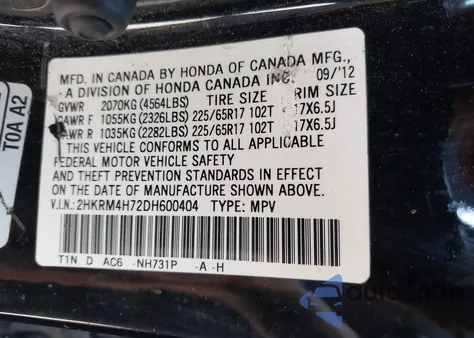 MFD. IN CANADA BY HONDA OF CANADA MFG.,
A DIVISION OF HONDA CANADA INC. 09/'12
GVWR 2070KG(4564LBS) TIRE SIZE RIM SIZE
GAWR F 1055KG(2326LBS) 225/65R17 102T 17X6.5J
GAWR R 1035KG(2282LBS) 225/65R17 102T 17X6.5J
THIS VEHICLE CONFORMS TO ALL APPLICABLE
FEDERAL MOTOR VEHICLE SAFETY
AND THEFT PREVENTION STANDARDS IN EFFECT
ON THE DATE OF MANUFACTURE SHOWN ABOVE.
V.I.N.: 2HKRM4H72DH600404 TYPE: MPV
T1N D AC6 -NH731P -A -H
TOA A2
autoshop